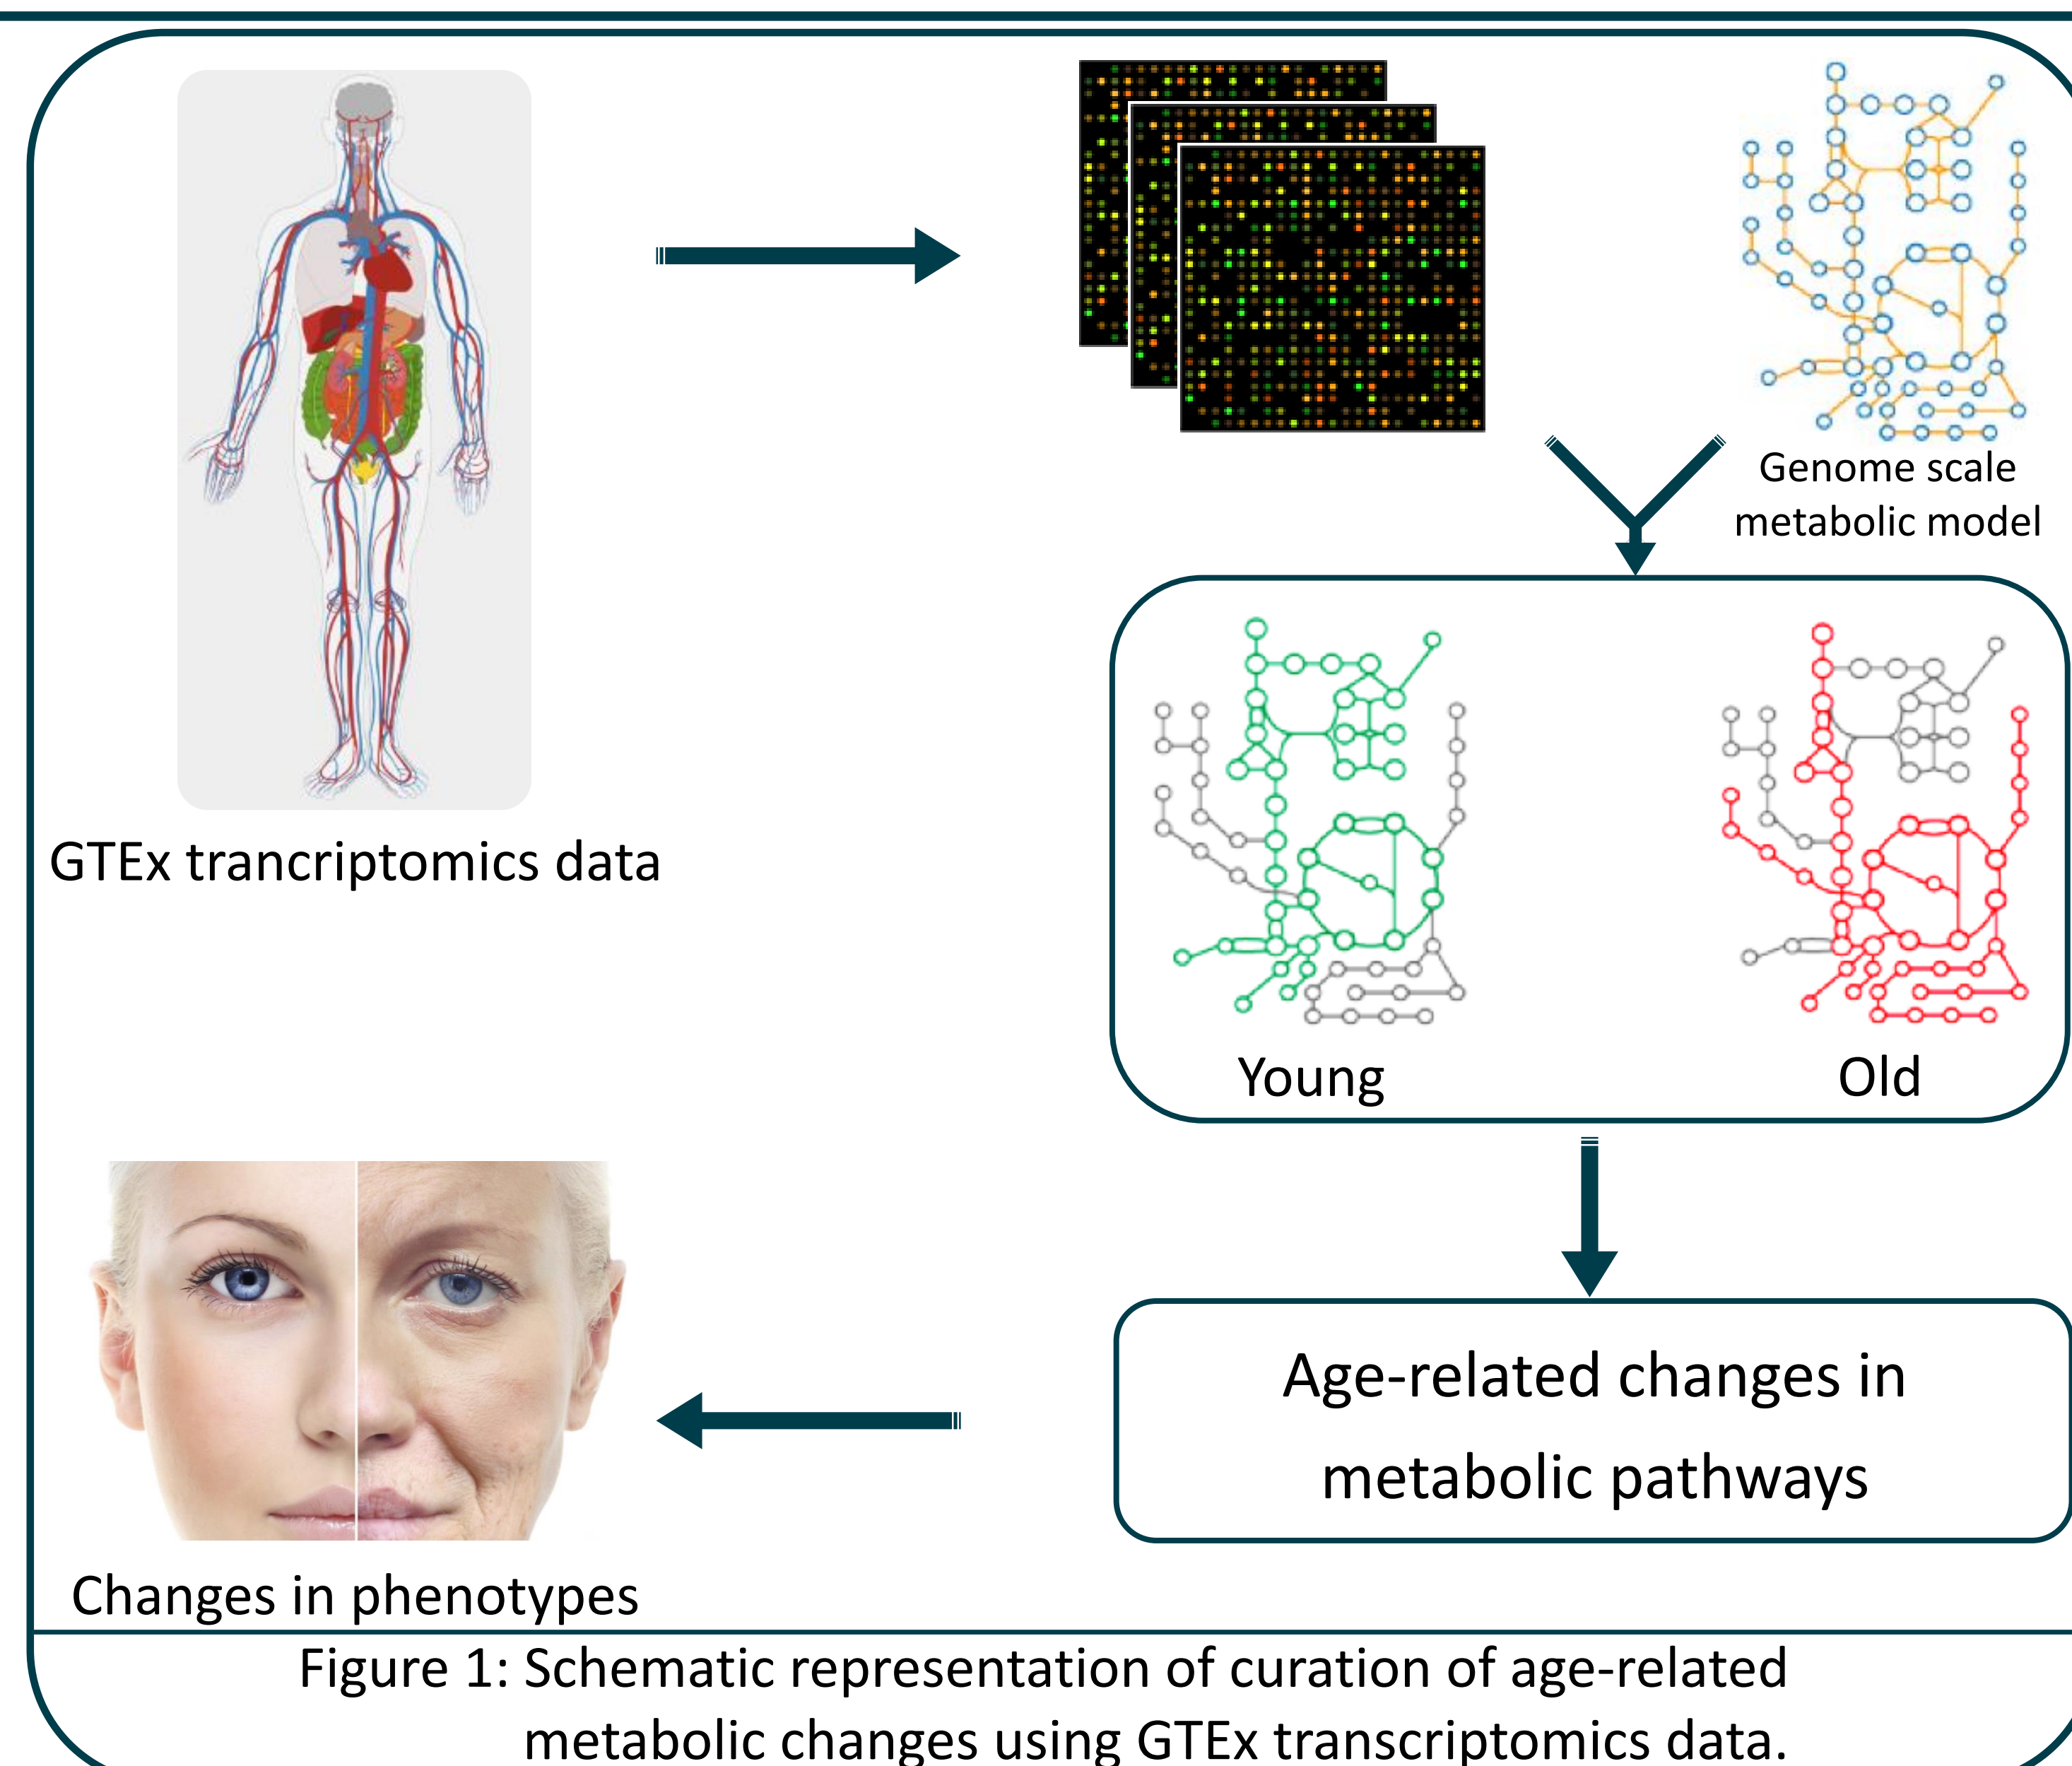 GTEx trancriptomics data
Genome scale
metabolic model
Young
Old
Age-related changes in
metabolic pathways
Changes in phenotypes
Figure 1: Schematic representation of curation of age-related
metabolic changes using GTEx transcriptomics data.